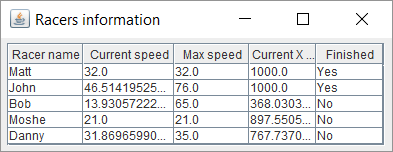 Racers information
Racer name Current speed Max speed Current X ... Finished
Matt 32.0 32.0 1000.0 Yes
John 46.51419525... 76.0 1000.0 Yes
Bob 13.93057222... 65.0 368.0303... No
Moshe 21.0 21.0 897.5505... No
Danny 31.86965990... 35.0 767.7370... No